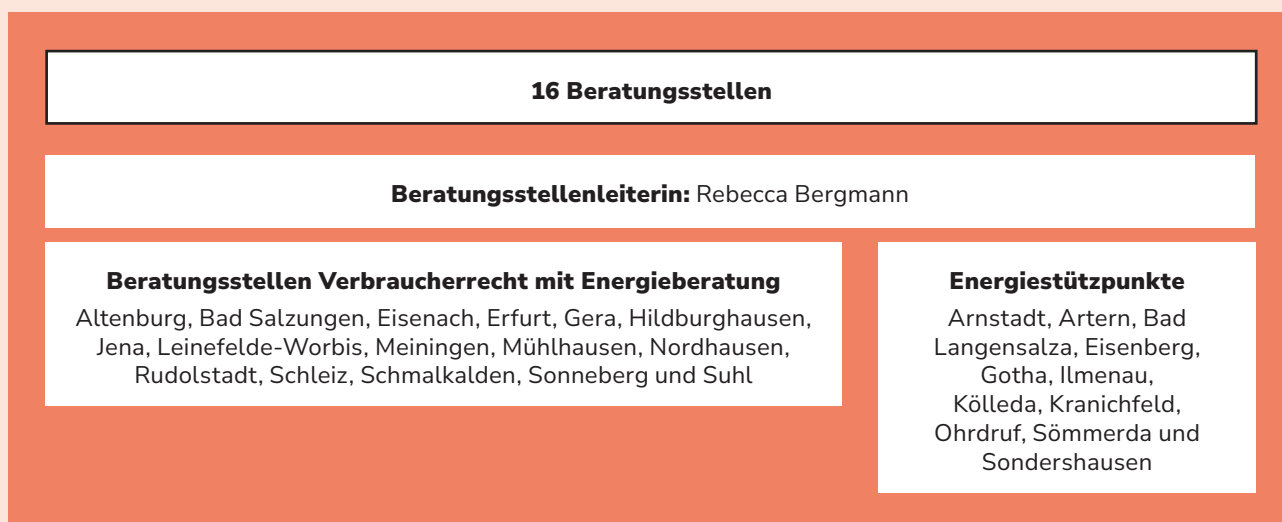 16 Beratungsstellen
Beratungsstellenleiterin: Rebecca Bergmann
Beratungsstellen Verbraucherrecht mit Energieberatung
Altenburg, Bad Salzungen, Eisenach, Erfurt, Gera, Hildburghausen,
Jena, Leinefelde-Worbis, Meiningen, Mühlhausen, Nordhausen,
Rudolstadt, Schleiz, Schmalkalden, Sonneberg und Suhl
Energiestützpunkte
Arnstadt, Artern, Bad
Langensalza, Eisenberg,
Gotha, Ilmenau,
Kölleda, Kranichfeld,
Ohrdruf, Sömmerda und
Sondershausen